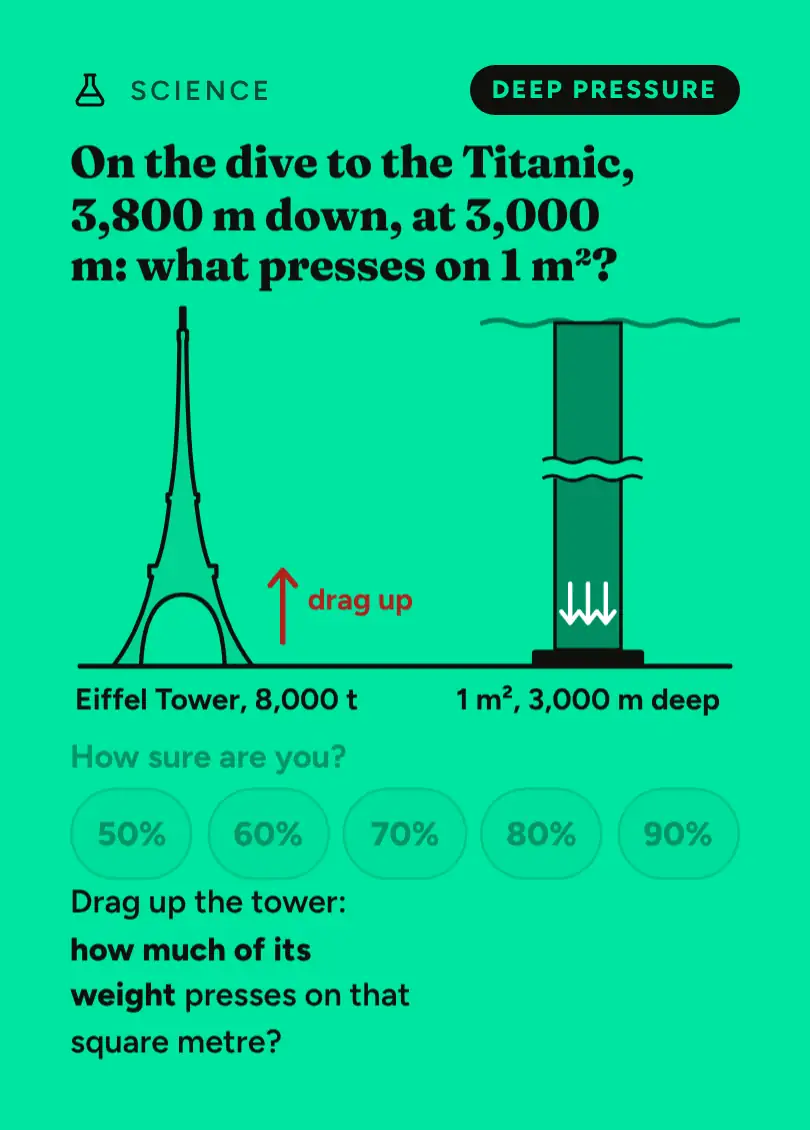 SCIENCE
DEEP PRESSURE
On the dive to the Titanic,
3,800 m down, at 3,000
m: what presses on 1 m²?
drag up
Eiffel Tower, 8,000 t
1 m², 3,000 m deep
How sure are you?
50% 60% 70% 80% 90%
Drag up the tower:
how much of its
weight presses on that
square metre?